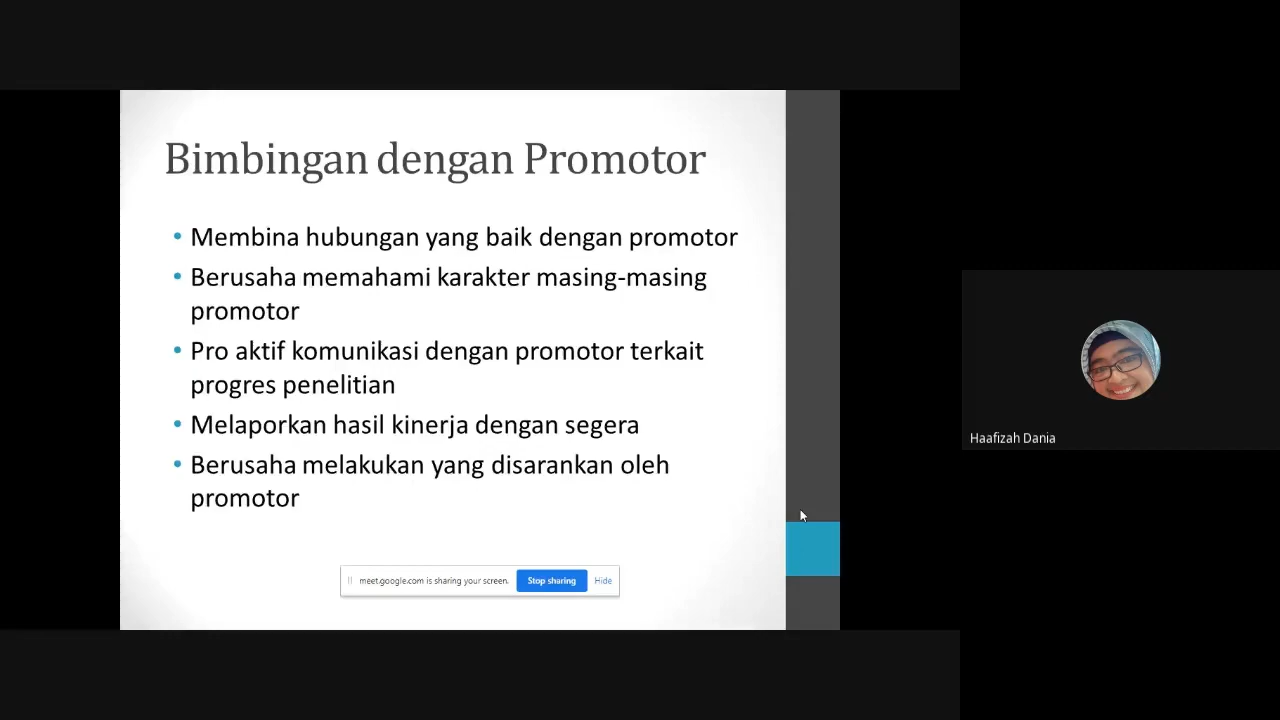 Bimbingan dengan Promotor
• Membina hubungan yang baik dengan promotor
• Berusaha memahami karakter masing-masing
promotor
• Pro aktif komunikasi dengan promotor terkait
progres penelitian
• Melaporkan hasil kinerja dengan segera
• Berusaha melakukan yang disarankan oleh
promotor
meet.google.com is sharing your screen. Stop sharing Hide
Haafizah Dania